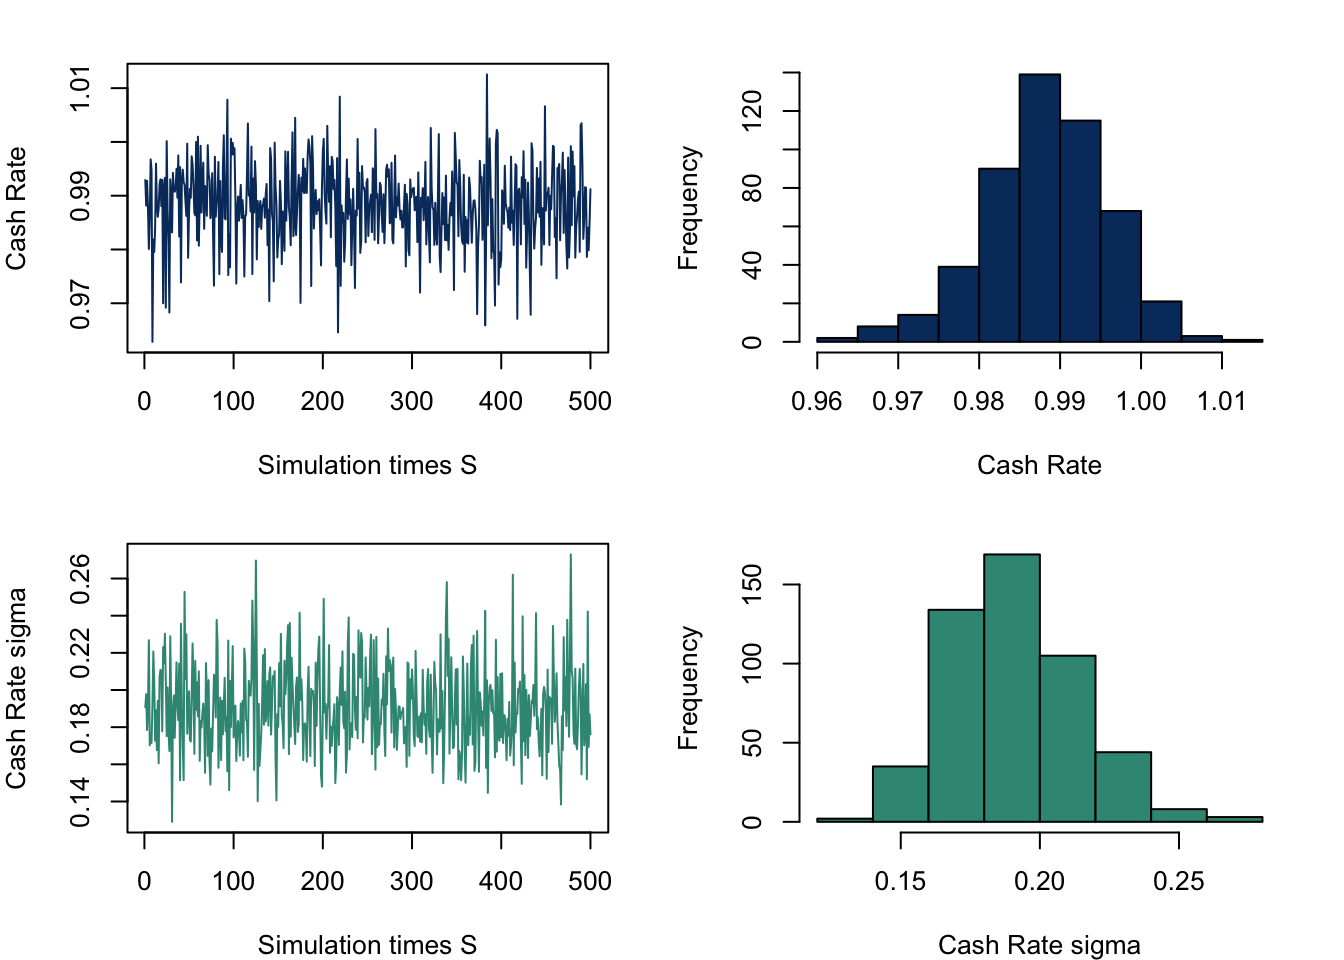 Cash Rate
0.97 0.99 1.01
0 100 200 300 400 500
Simulation times S
Frequency
0 40 80 120
0.96 0.97 0.98 0.99 1.00 1.01
Cash Rate
Cash Rate sigma
0.14 0.18 0.22 0.26
0 100 200 300 400 500
Simulation times S
Frequency
0 50 100 150
0.15 0.20 0.25
Cash Rate sigma